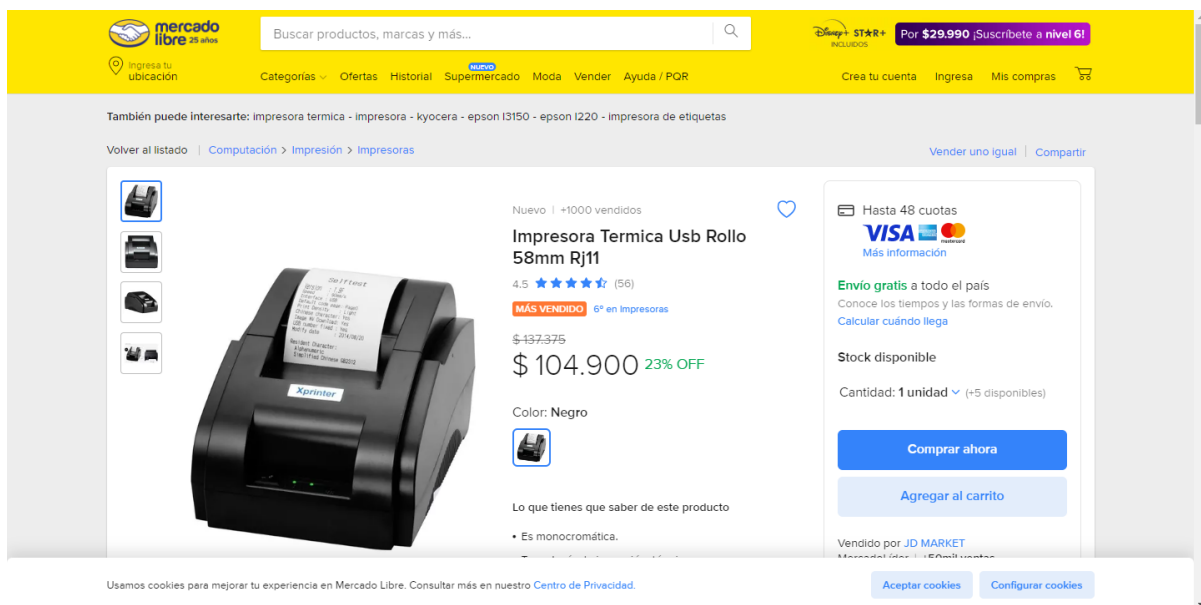 mercado
libre 25 años
Buscar productos, marcas y más...
Disney+ ST★R+
INCLUIDOS
Por $29.990 ¡Suscríbete a nivel 6!
Ingresa tu
ubicación
NUEVO
Categorías Ofertas Historial Supermercado Moda Vender Ayuda / PQR
Crea tu cuenta Ingresa Mis compras
También puede interesarte: impresora termica - impresora - kyocera - epson l3150 - epson l220 - impresora de etiquetas
Volver al listado | Computación > Impresión > Impresoras
Vender uno igual | Compartir
Nuevo | +1000 vendidos
Impresora Termica Usb Rollo
58mm Rj11
4.5 (56)
MÁS VENDIDO 6º en Impresoras
$ 137.375
$ 104.900 23% OFF
Color: Negro
Lo que tienes que saber de este producto
• Es monocromática.
Selftest
Xprinter
Hasta 48 cuotas
VISA
mastercard
Más información
Envío gratis a todo el país
Conoce los tiempos y las formas de envío.
Calcular cuándo llega
Stock disponible
Cantidad: 1 unidad (+5 disponibles)
Comprar ahora
Agregar al carrito
Vendido por JD MARKET
MercadoLíder | +50mil ventas
Usamos cookies para mejorar tu experiencia en Mercado Libre. Consultar más en nuestro Centro de Privacidad.
Aceptar cookies
Configurar cookies